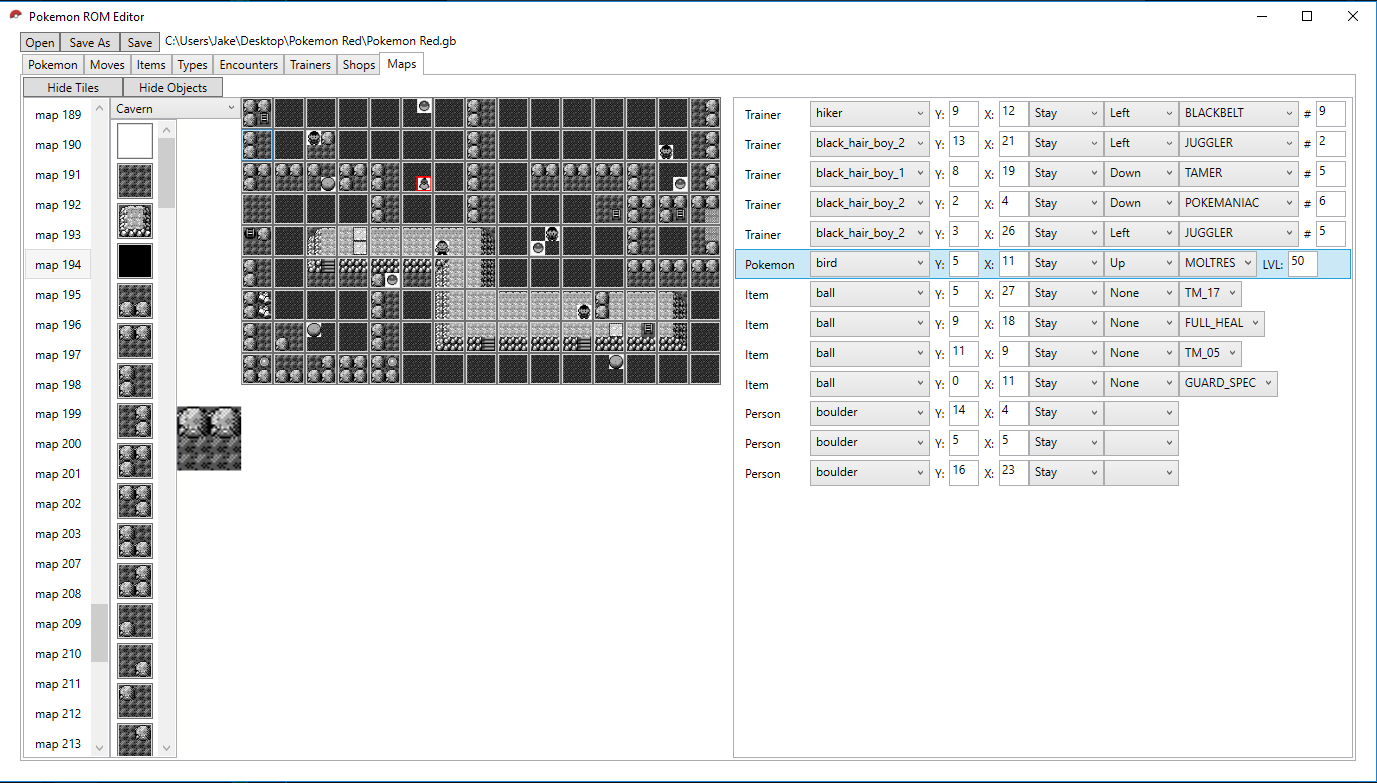 Pokemon ROM Editor
Open Save As Save C:\Users\Jake\Desktop\Pokemon Red\Pokemon Red.gb
Pokemon Moves Items Types Encounters Trainers Shops Maps
Hide Tiles Hide Objects
Cavern
map 189
map 190
map 191
map 192
map 193
map 194
map 195
map 196
map 197
map 198
map 199
map 200
map 201
map 202
map 203
map 207
map 208
map 209
map 210
map 211
map 212
map 213
Trainer hiker Y: 9 X: 12 Stay Left BLACKBELT # 9
Trainer black_hair_boy_2 Y: 13 X: 21 Stay Left JUGGLER # 2
Trainer black_hair_boy_1 Y: 8 X: 19 Stay Down TAMER # 5
Trainer black_hair_boy_2 Y: 2 X: 4 Stay Down POKEMANIAC # 6
Trainer black_hair_boy_2 Y: 3 X: 26 Stay Left JUGGLER # 5
Pokemon bird Y: 5 X: 11 Stay Up MOLTRES LVL: 50
Item ball Y: 5 X: 27 Stay None TM_17
Item ball Y: 9 X: 18 Stay None FULL_HEAL
Item ball Y: 11 X: 9 Stay None TM_05
Item ball Y: 0 X: 11 Stay None GUARD_SPEC
Person boulder Y: 14 X: 4 Stay
Person boulder Y: 5 X: 5 Stay
Person boulder Y: 16 X: 23 Stay